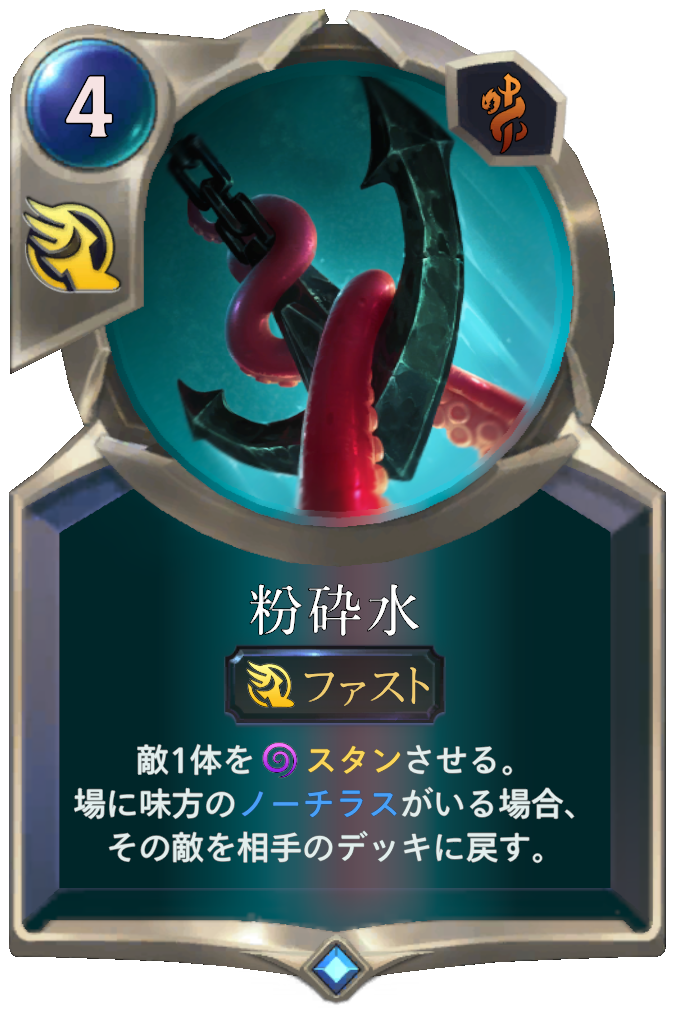 4
粉砕水
ファスト
敵1体をスタンさせる。
場に味方のノーチラスがいる場合、
その敵を相手のデッキに戻す。